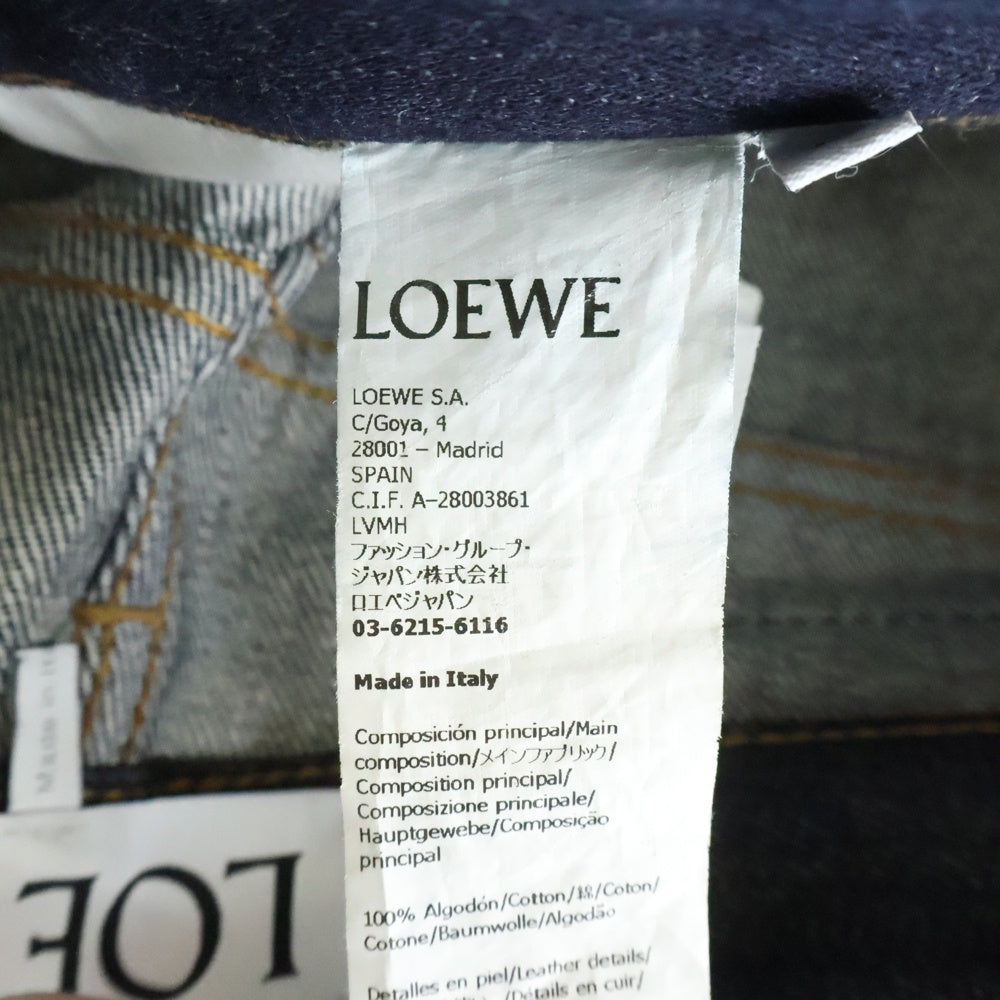 LOEWE
LOEWE S.A.
C/Goya, 4
28001 – Madrid
SPAIN
C.I.F. A–28003861
LVMH
ファッション・グループ・
ジャパン株式会社
ロエベジャパン
03-6215-6116
Made in Italy
Composición principal/Main
composition/メインファブリック/
Composition principal/
Composizione principale/
Hauptgewebe/Composição
principal
100% Algodón/Cotton/綿/Coton/
Cotone/Baumwolle/Algodão
Detalles en piel/Leather details/
/Détails en cuir/
Made in It
LOE